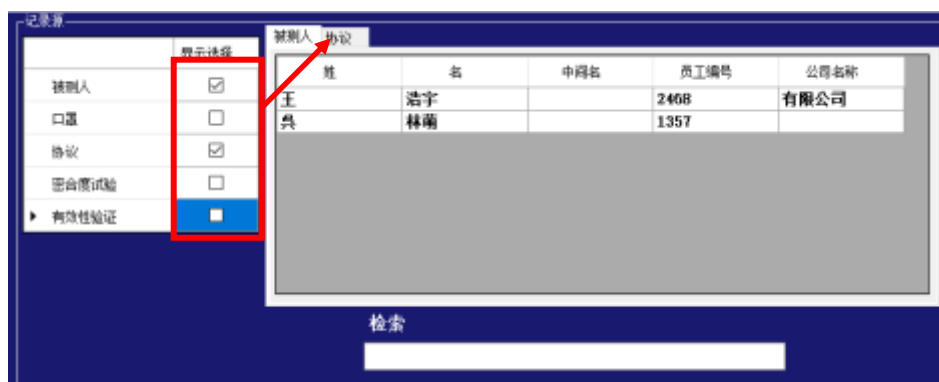 记录源
显示选择
被测人
口罩
协议
密合度试验
有效性验证
被测人 协议
姓 名 中间名 员工编号 公司名称
王 浩宇 2468 有限公司
吳 林萌 1357
检索